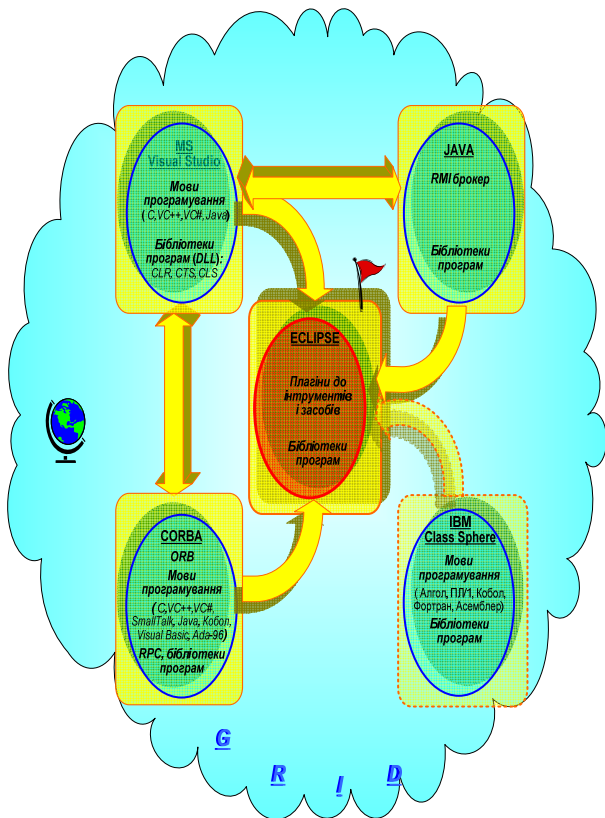 MS
Visual Studio
Мови
програмування
( C,VC++,VC#,Java)
Бібліотеки
програм (DLL):
CLR, CTS, CLS
JAVA
RMI брокер
Бібліотеки
програм
ECLIPSE
Плагіни до
інтрументів
і засобів
Бібліотеки
програм
CORBA
ORB
Мови
програмування
(C,VC++,VC#,
SmallTalk, Java, Кобол,
Visual Basic, Ada-96)
RPC, бібліотеки
програм
IBM
Class Sphere
Мови
програмування
( Алгол, ПЛ/1, Кобол,
Фортран, Асемблер)
Бібліотеки
програм
G R I D